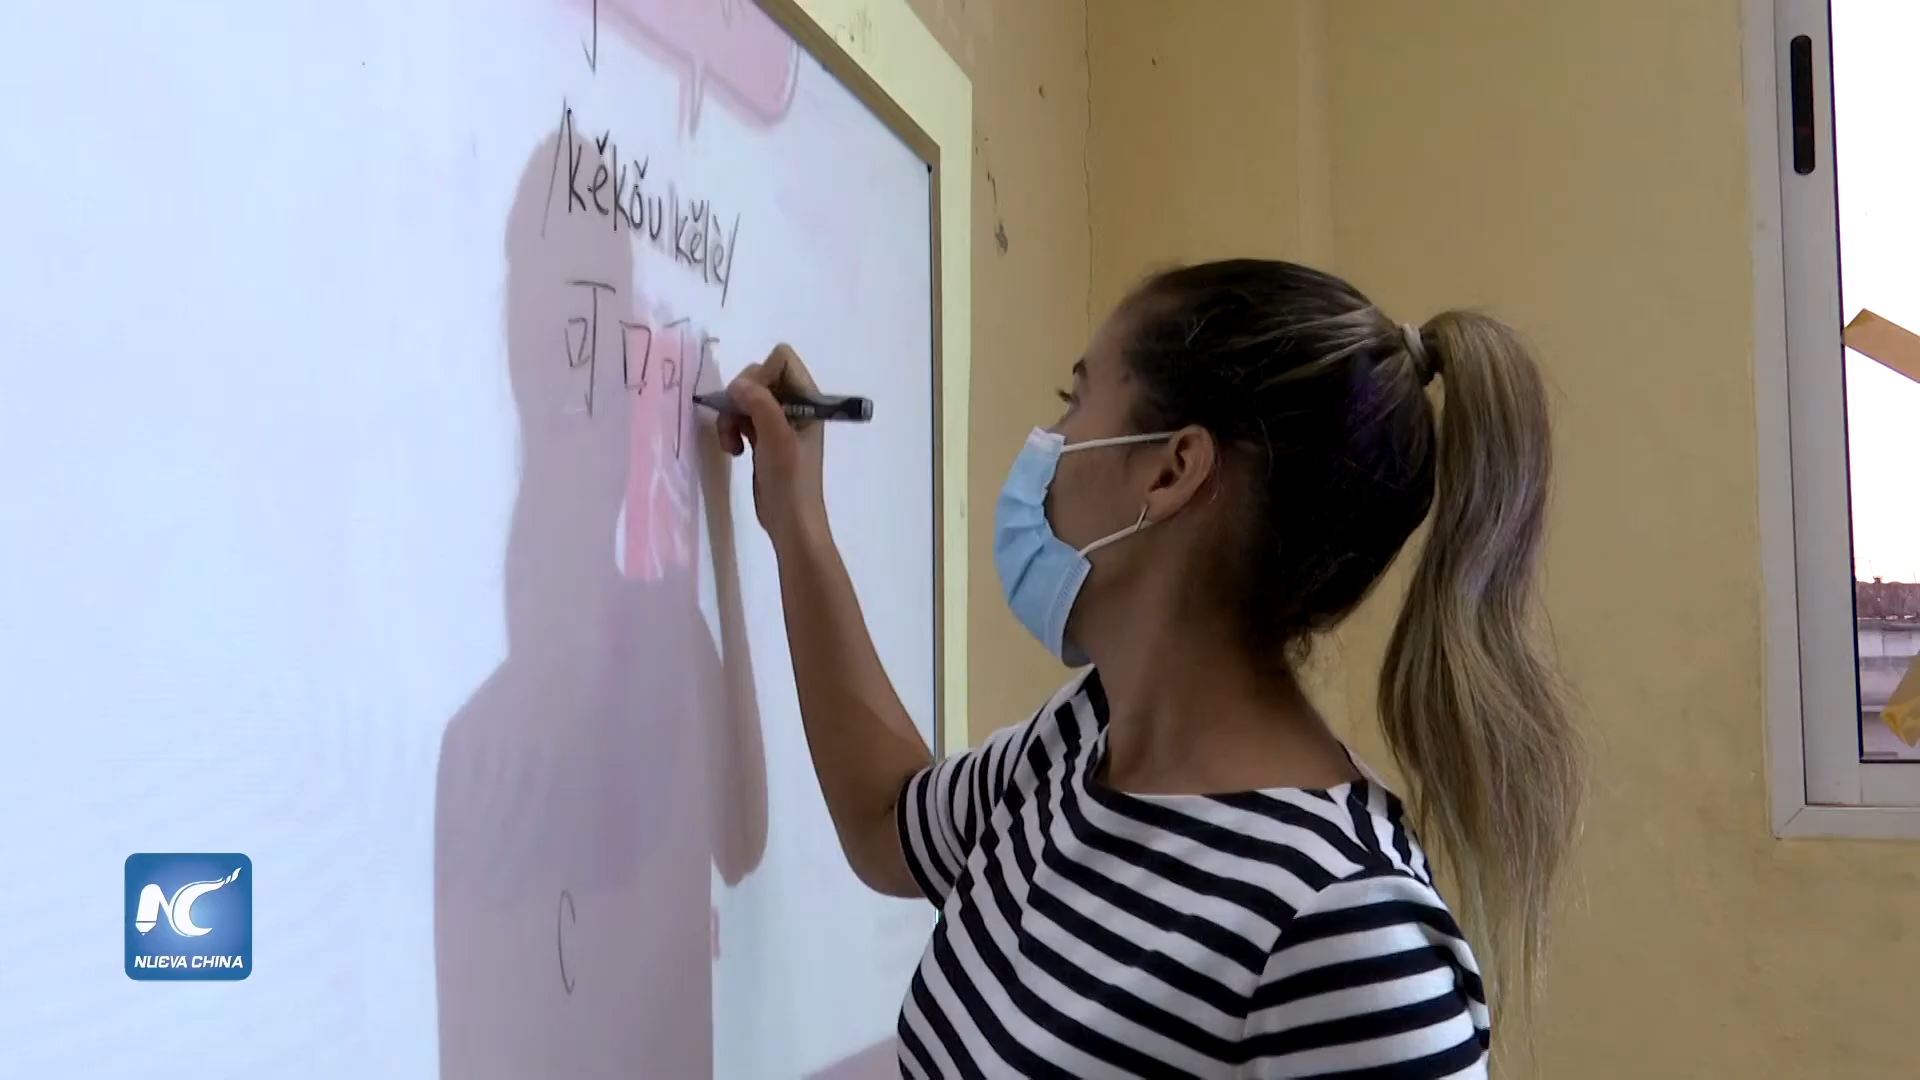 /kěkǒu kělè/
可口可
C
NUEVA CHINA